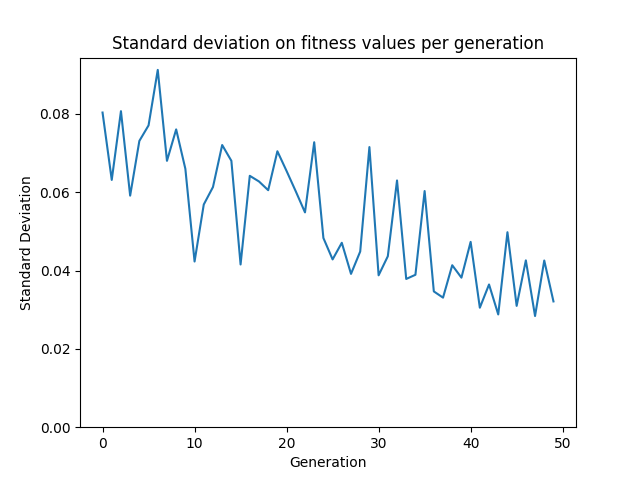 Standard deviation on fitness values per generation
Standard Deviation
0.08
0.06
0.04
0.02
0.00
0 10 20 30 40 50
Generation